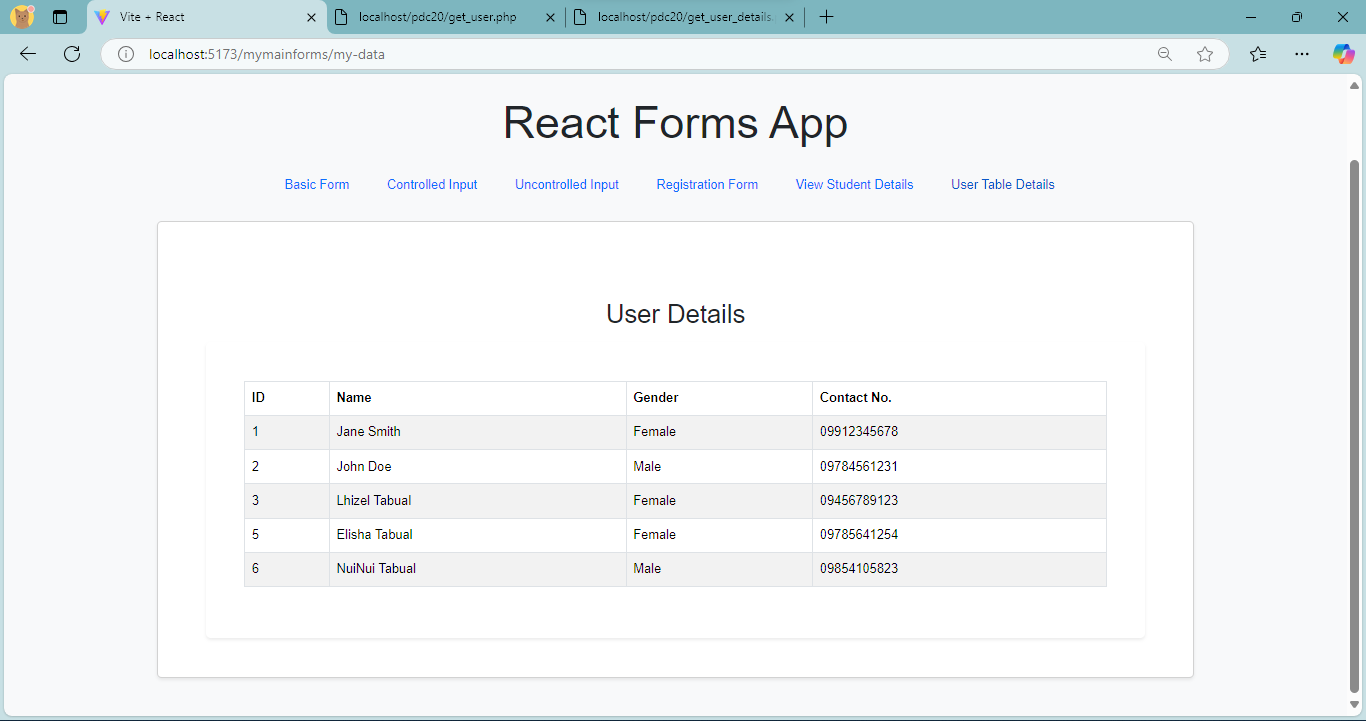 Vite + React
localhost/pdc20/get_user.php
localhost/pdc20/get_user_details.
localhost:5173/mymainforms/my-data
React Forms App
Basic Form Controlled Input Uncontrolled Input Registration Form View Student Details User Table Details
User Details
ID Name Gender Contact No.
1 Jane Smith Female 09912345678
2 John Doe Male 09784561231
3 Lhizel Tabual Female 09456789123
5 Elisha Tabual Female 09785641254
6 NuiNui Tabual Male 09854105823